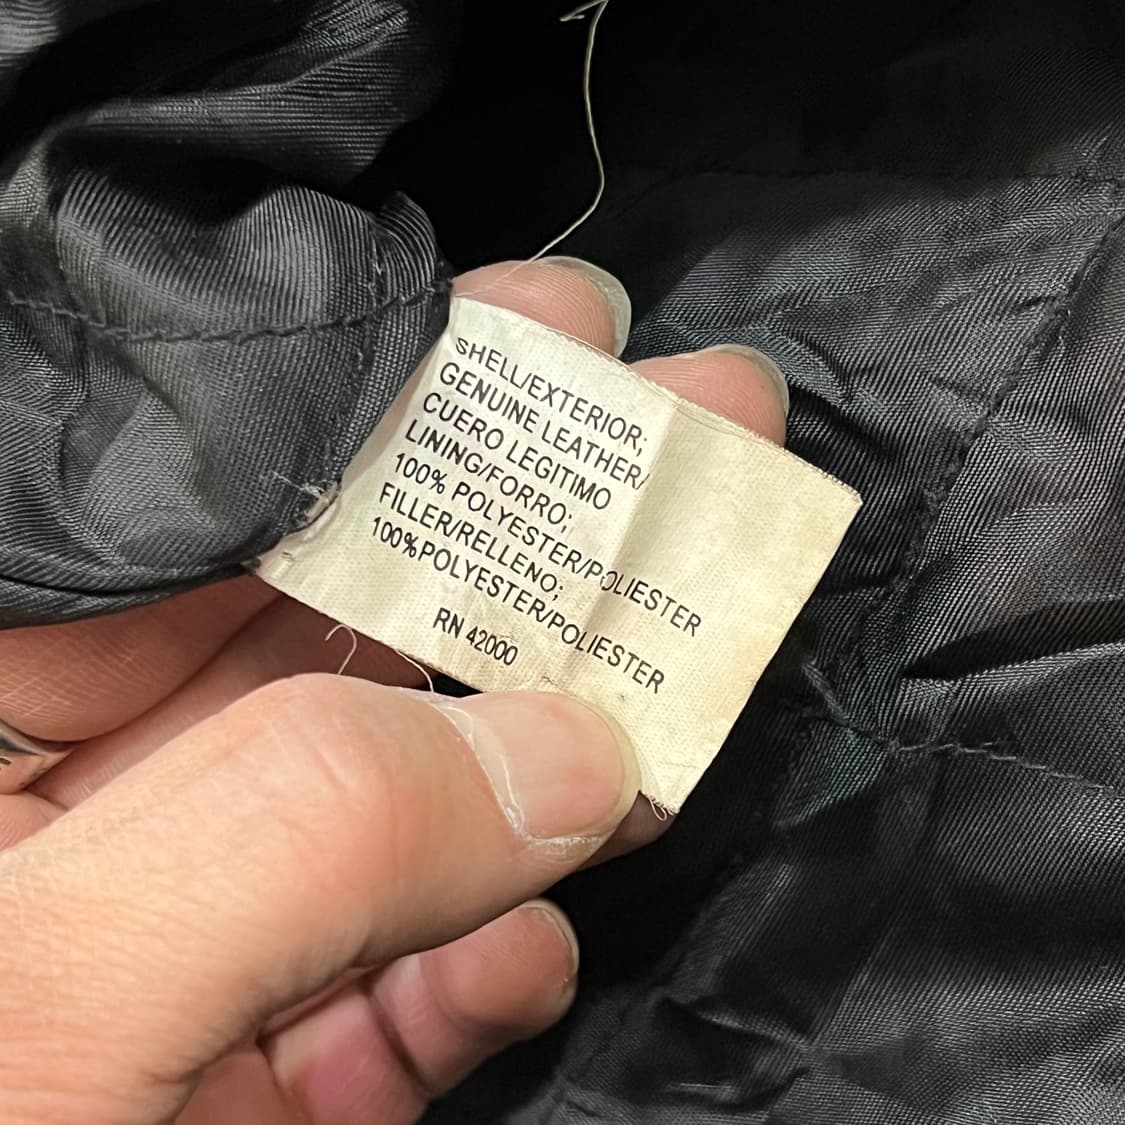 SHELL/EXTERIOR;
GENUINE LEATHER/
CUERO LEGITIMO
LINING/FORRO;
100% POLYESTER/POLIESTER
FILLER/RELLENO;
100%POLYESTER/POLIESTER
RN 42000